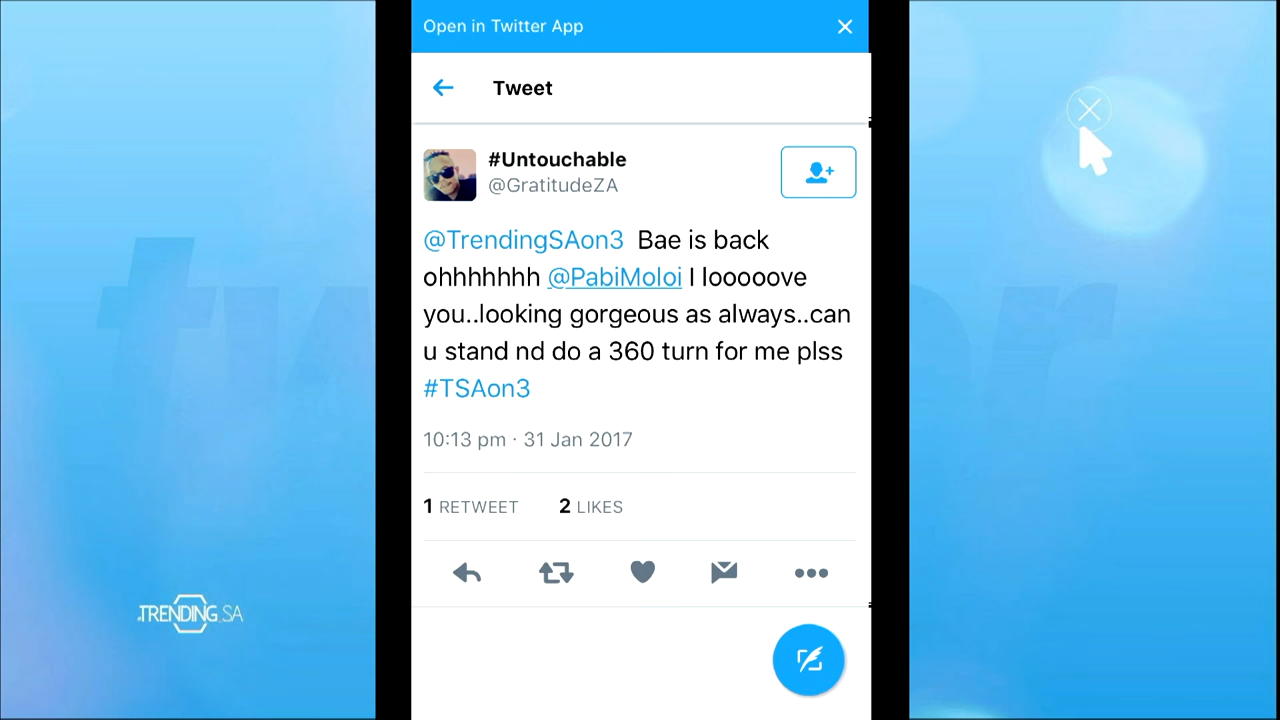 Open in Twitter App
Tweet
#Untouchable
@GratitudeZA
@TrendingSAon3 Bae is back
ohhhhhhh @PabiMoloi I looooove
you..looking gorgeous as always..can
u stand nd do a 360 turn for me plss
#TSAon3
10:13 pm · 31 Jan 2017
1 RETWEET 2 LIKES
.TRENDING.SA